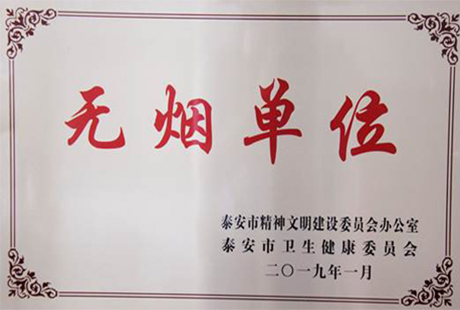 无烟单位
泰安市精神文明建设委员会办公室
泰安市卫生健康委员会
二〇一九年一月